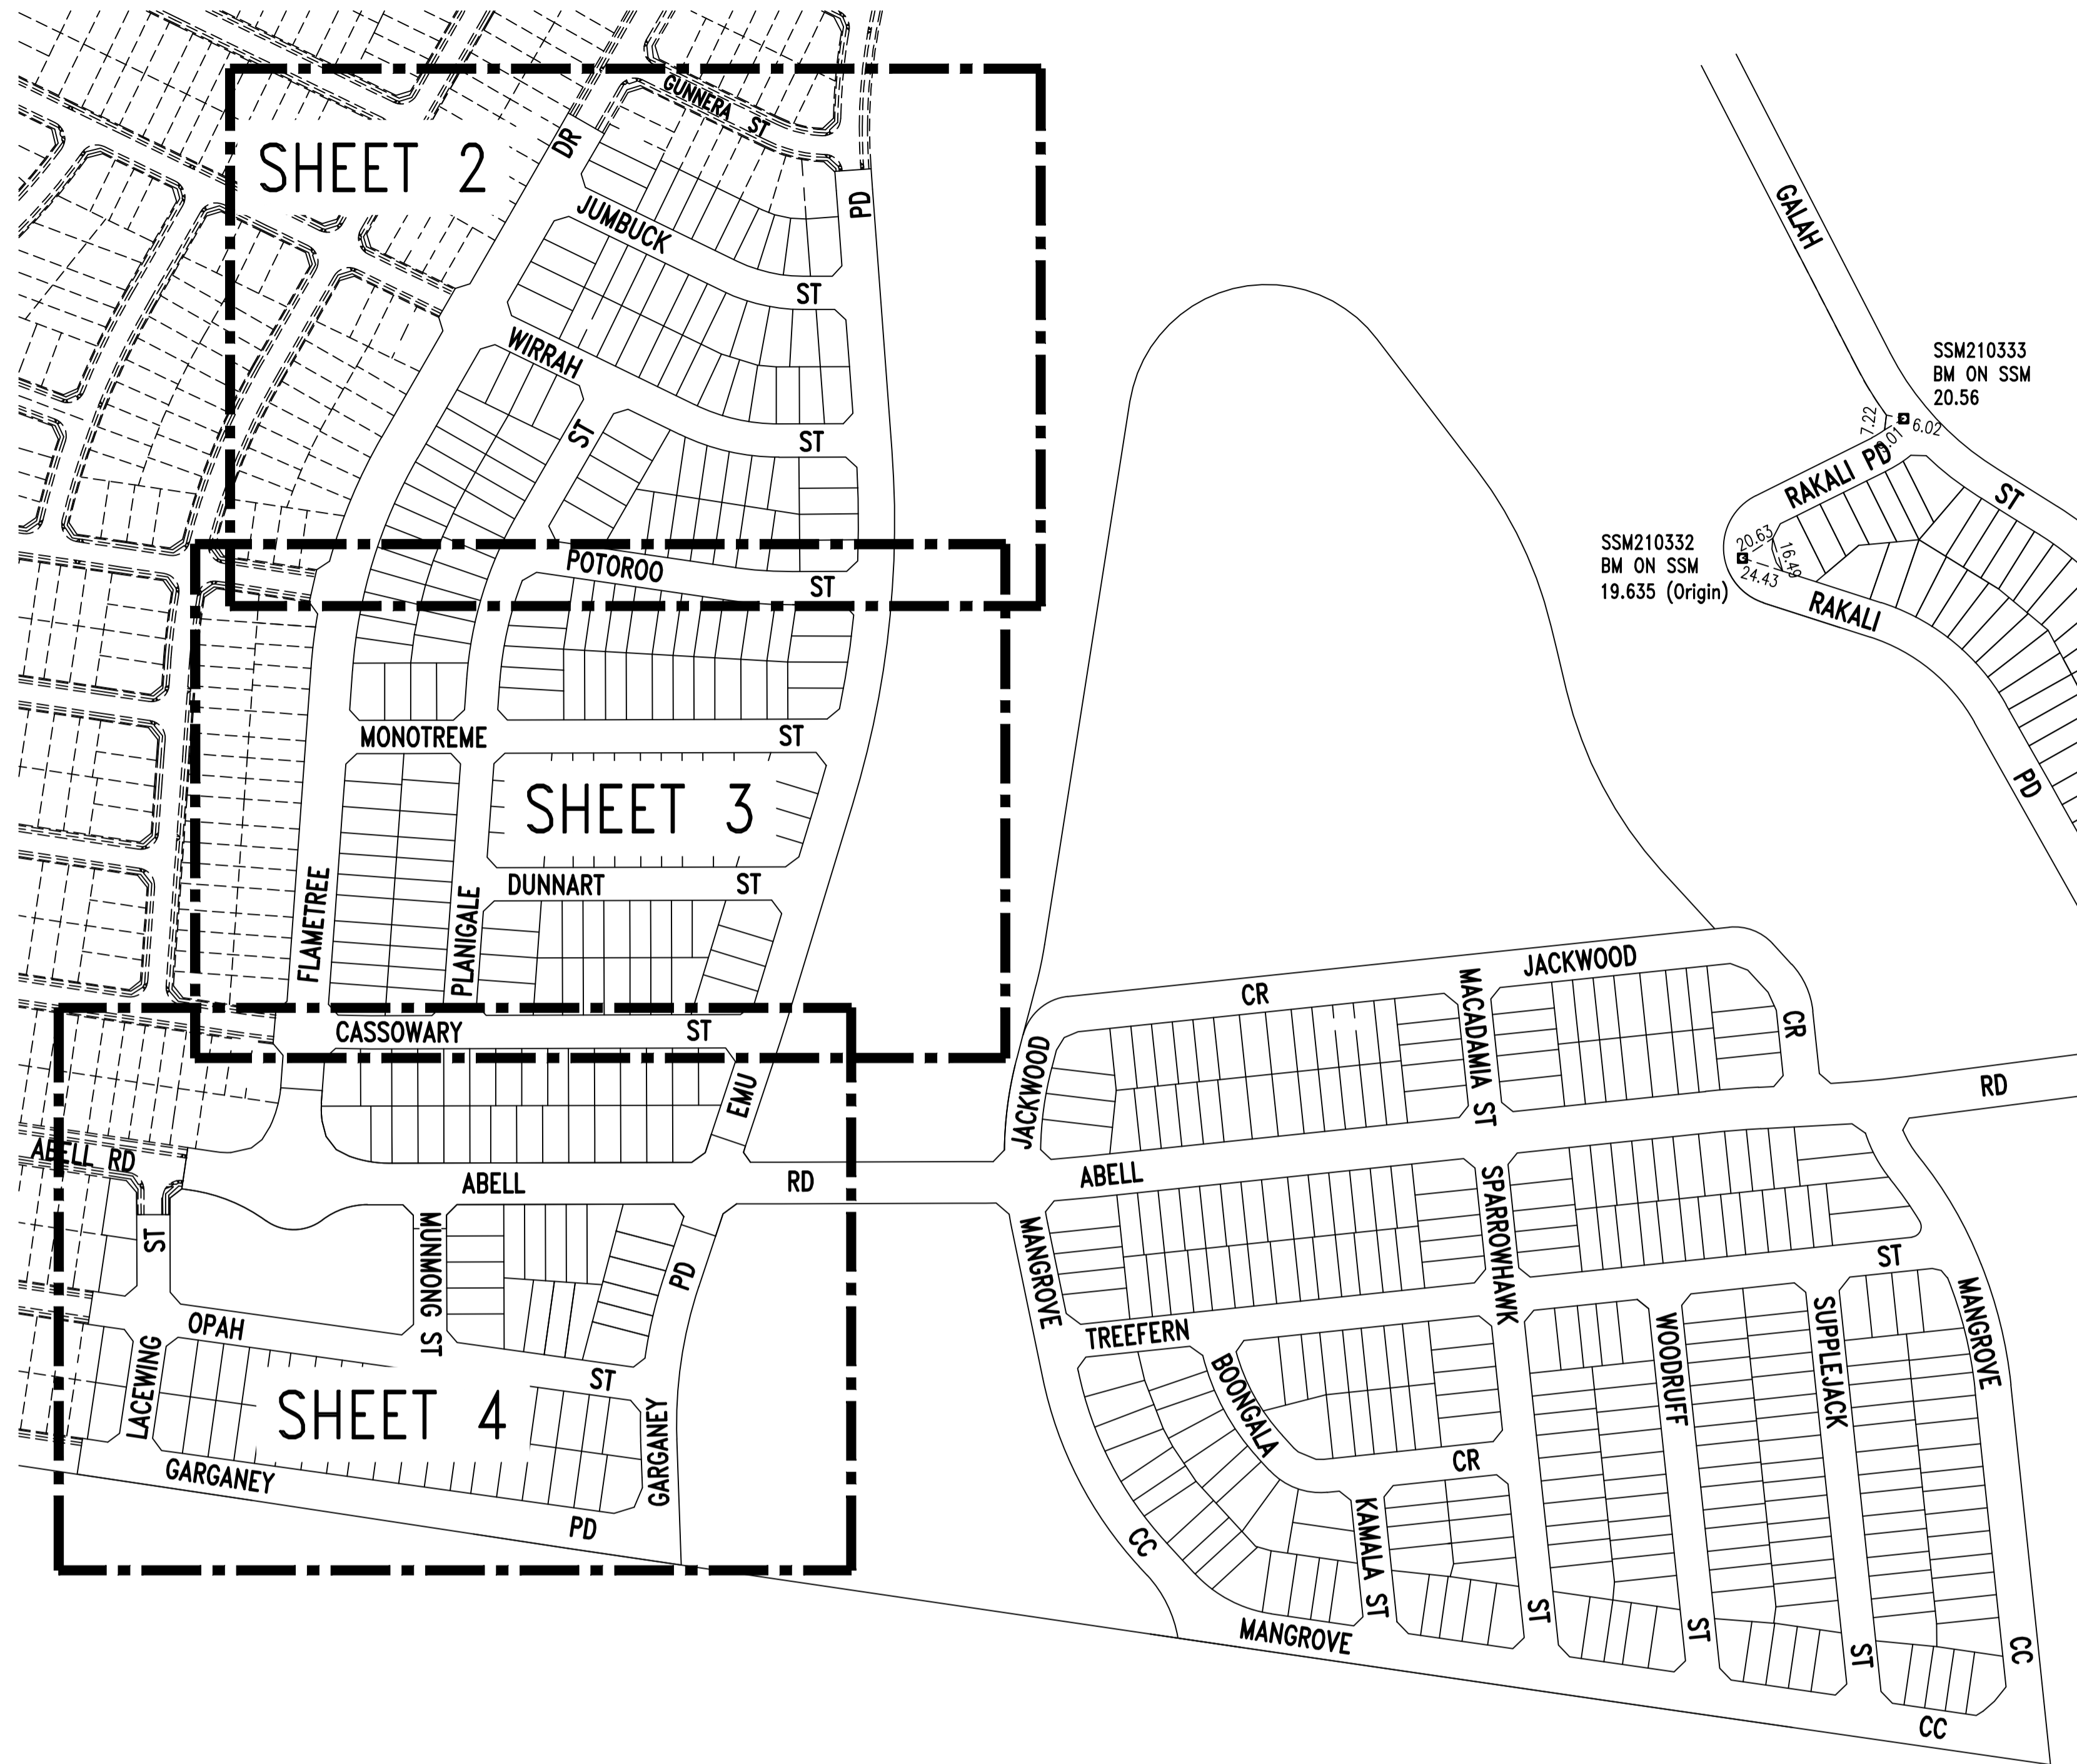 GUNNERA ST
DR
SHEET 2
PD
JUMBUCK
ST
GALAH
WIRRAH
SSM210333
BM ON SSM
20.56
7.22
6.02
ST
ST
RAKALI PD
ST
SSM210332
BM ON SSM
19.635 (Origin)
20.63
16.49
24.43
POTOROO
ST
RAKALI
MONOTREME
ST
PD
SHEET 3
FLAMETREE
PLANIGALE
DUNNART
ST
CASSOWARY
ST
EMU
JACKWOOD
CR
MACADAMIA ST
JACKWOOD
CR
RD
ABELL RD
ABELL
RD
ABELL
ST
MUNMONG ST
PD
MANGROVE
SPARROWHAWK
ST
OPAH
ST
TREEFERN
MANGROVE
LACEWING
SHEET 4
GARGANEY
BOONGALA
CR
WOODRUFF
SUPPLEJACK
GARGANEY
PD
CC
KAMALA ST
ST
ST
ST
MANGROVE
CC
CC